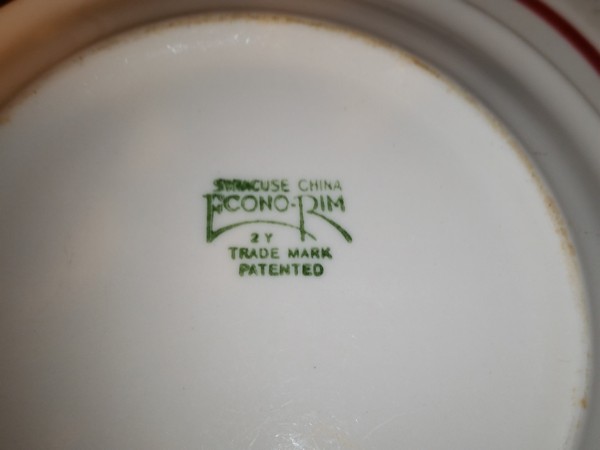 SYRACUSE CHINA
ECONO-RIM
2 Y
TRADE MARK
PATENTED